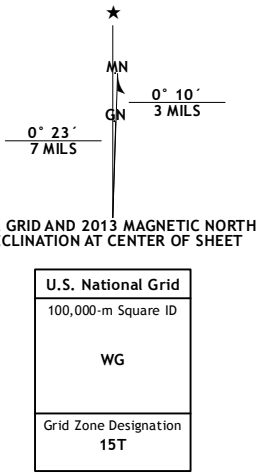 MN
0° 10´
GN
3 MILS
0° 23´
7 MILS
GRID AND 2013 MAGNETIC NORTH
CLINATION AT CENTER OF SHEET
U.S. National Grid
100,000-m Square ID
WG
Grid Zone Designation
15T